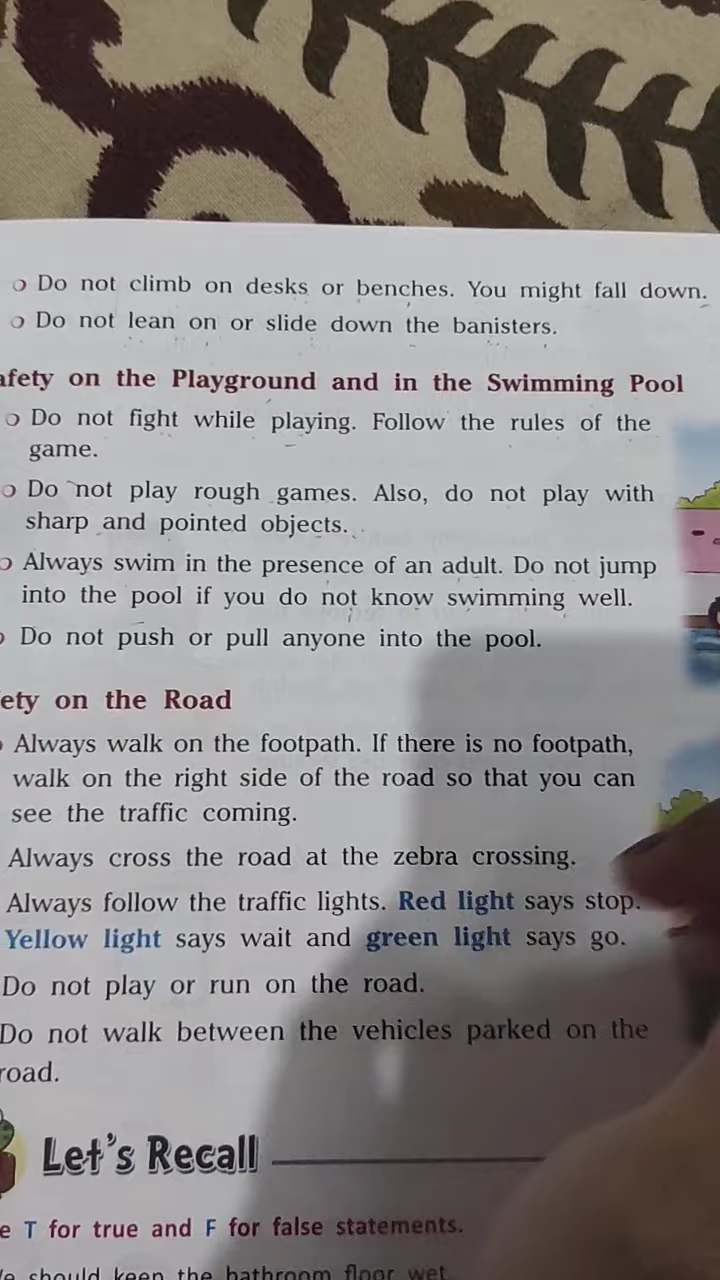 Do not climb on desks or benches. You might fall down.
Do not lean on or slide down the banisters.
afety on the Playground and in the Swimming Pool
Do not fight while playing. Follow the rules of the
game.
Do not play rough games. Also, do not play with
sharp and pointed objects.
Always swim in the presence of an adult. Do not jump
into the pool if you do not know swimming well.
Do not push or pull anyone into the pool.
ety on the Road
Always walk on the footpath. If there is no footpath,
walk on the right side of the road so that you can
see the traffic coming.
Always cross the road at the zebra crossing.
Always follow the traffic lights. Red light says stop.
Yellow light says wait and green light says go.
Do not play or run on the road.
Do not walk between the vehicles parked on the
road.
Let's Recall
e T for true and F for false statements.
e should keep the bathroom floor wet.